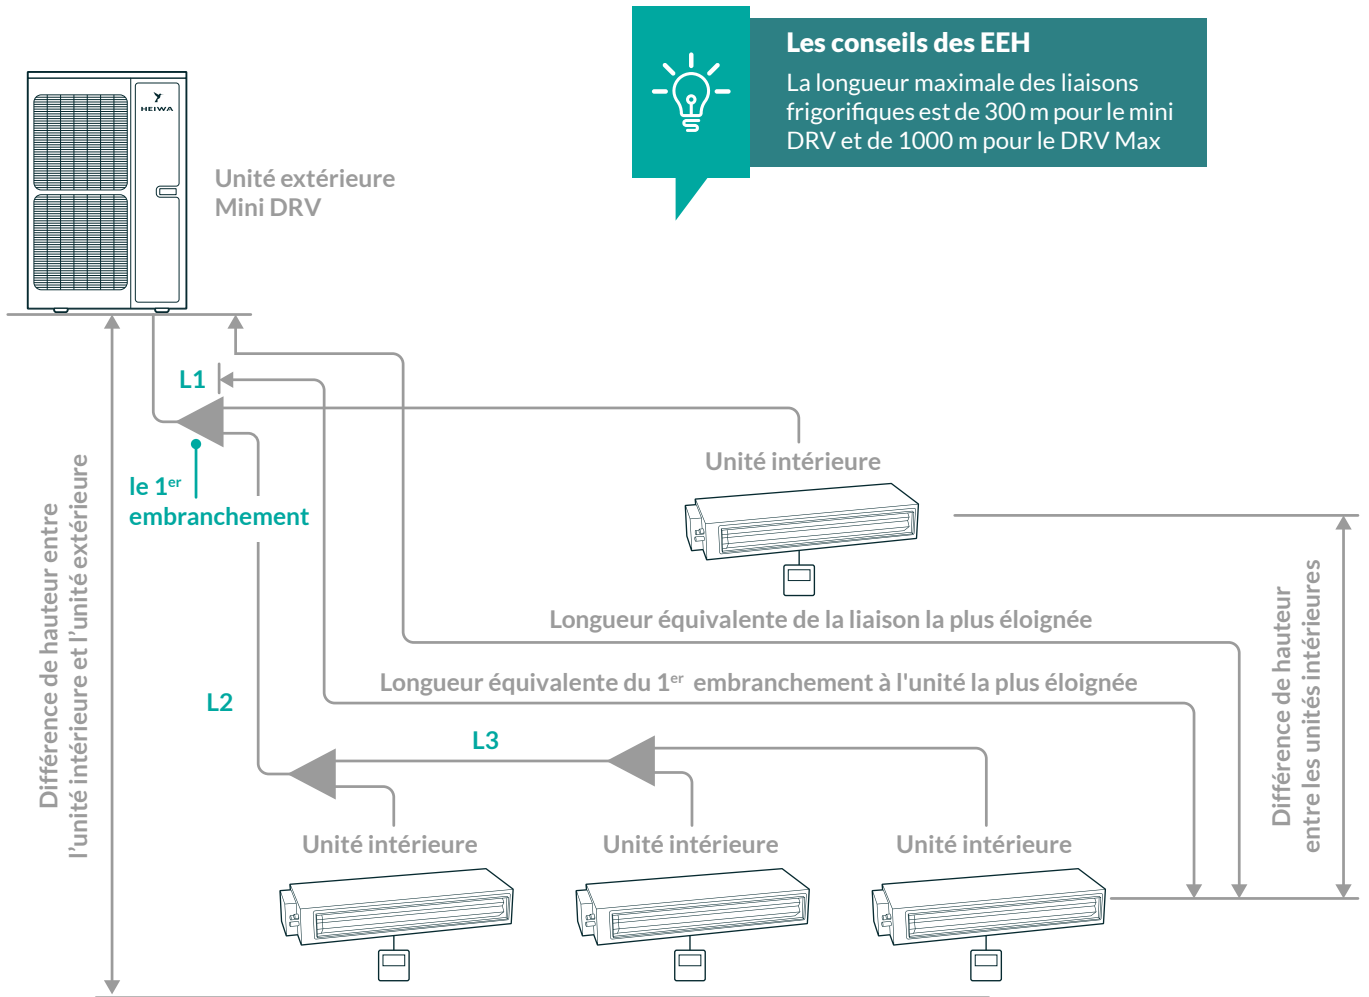 Les conseils des EEH
La longueur maximale des liaisons
frigorifiques est de 300 m pour le mini
DRV et de 1000 m pour le DRV Max
HEIWA
Unité extérieure
Mini DRV
L1
le 1er
embranchement
Unité intérieure
Différence de hauteur entre
l'unité intérieure et l'unité extérieure
Longueur équivalente de la liaison la plus éloignée
Longueur équivalente du 1er embranchement à l'unité la plus éloignée
Différence de hauteur
entre les unités intérieures
L2
L3
Unité intérieure
Unité intérieure
Unité intérieure